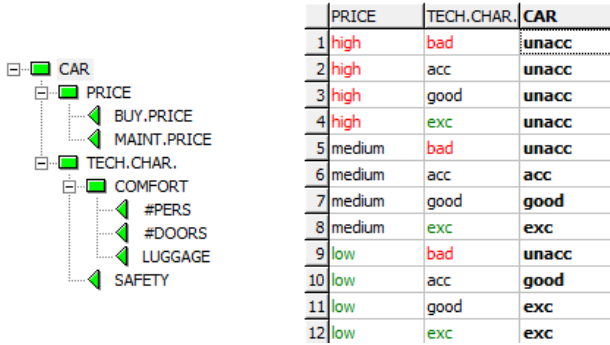 CAR
PRICE
BUY.PRICE
MAINT.PRICE
TECH.CHAR.
COMFORT
#PERS
#DOORS
LUGGAGE
SAFETY
PRICE TECH.CHAR. CAR
1 high bad unacc
2 high acc unacc
3 high good unacc
4 high exc unacc
5 medium bad unacc
6 medium acc acc
7 medium good good
8 medium exc exc
9 low bad unacc
10 low acc good
11 low good exc
12 low exc exc